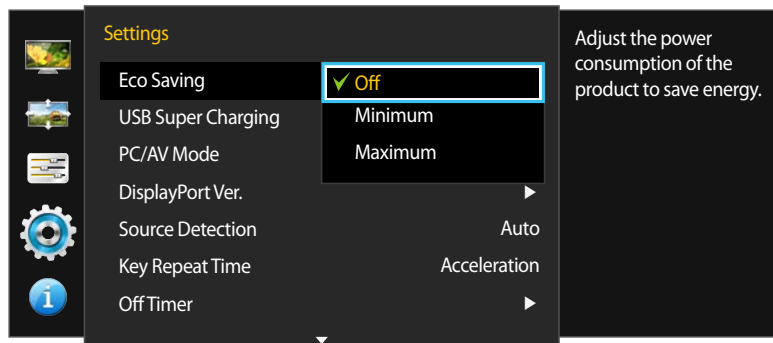 Settings
Eco Saving
Off
USB Super Charging
Minimum
PC/AV Mode
Maximum
DisplayPort Ver.
Source Detection Auto
Key Repeat Time Acceleration
Off Timer
Adjust the power
consumption of the
product to save energy.